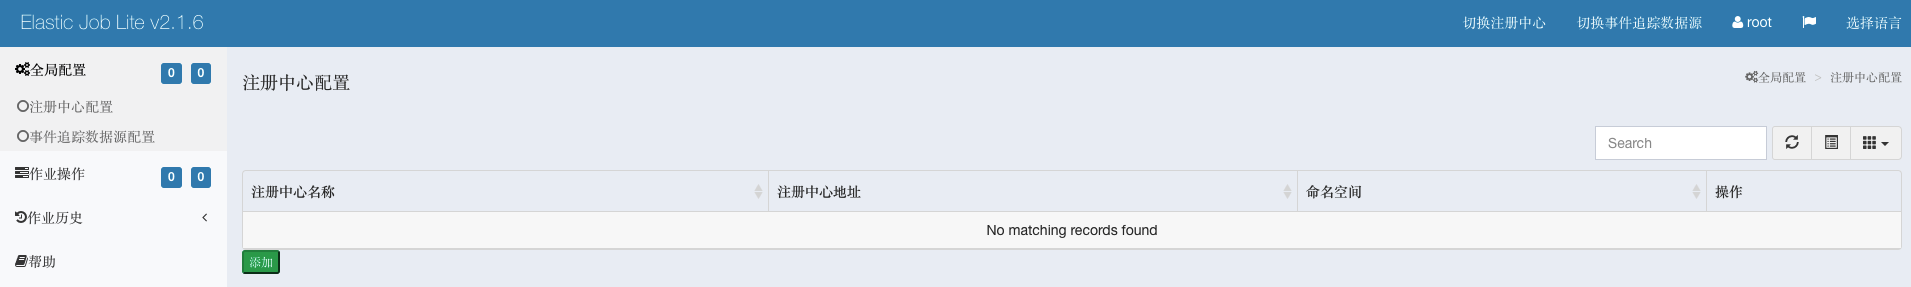 Elastic Job Lite v2.1.6 切换注册中心 切换事件追踪数据源 root 选择语言
全局配置 0 0
注册中心配置
事件追踪数据源配置
作业操作 0 0
作业历史
帮助
注册中心配置
全局配置 > 注册中心配置
Search
注册中心名称 注册中心地址 命名空间 操作
No matching records found
添加